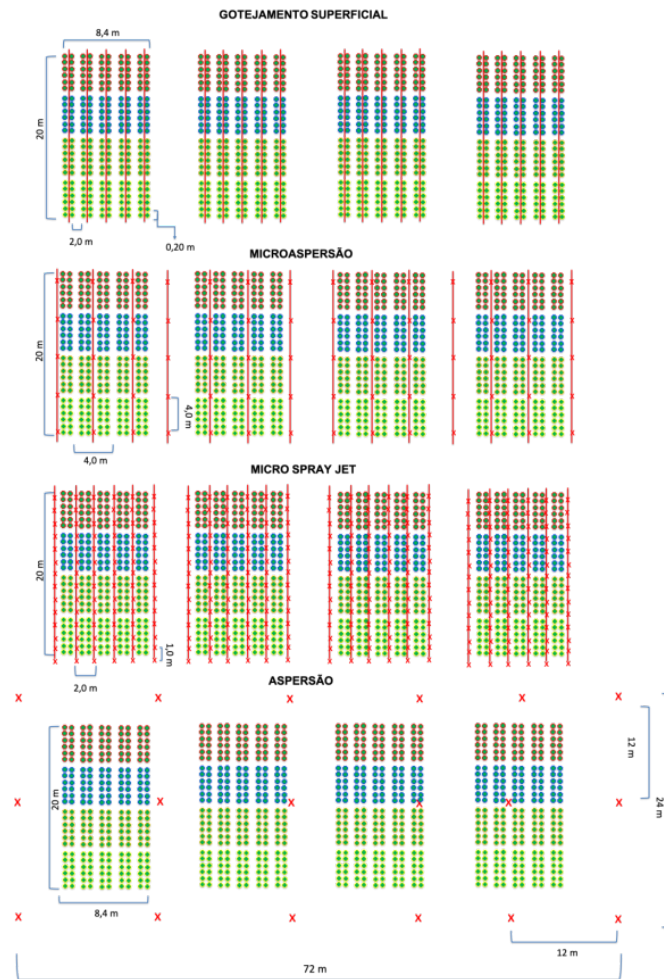 GOTEJAMENTO SUPERFICIAL
8,4 m
20 m
2,0 m
0,20 m
MICROASPERSÃO
20 m
4,0 m
4,0 m
MICRO SPRAY JET
20 m
1,0 m
2,0 m
ASPERSÃO
12 m
20 m
24 m
8,4 m
12 m
72 m